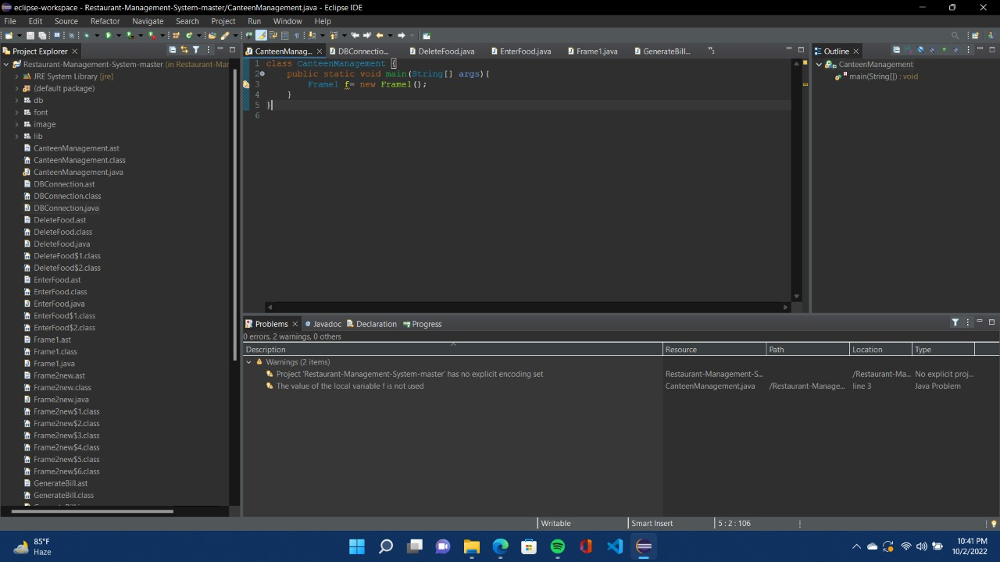 eclipse-workspace - Restaurant-Management-System-master/CanteenManagement.java - Eclipse IDE
File Edit Source Refactor Navigate Search Project Run Window Help
Project Explorer
Restaurant-Management-System-master (in Restaurant-Mar
JRE System Library [jre]
(default package)
db
font
image
lib
CanteenManagement.ast
CanteenManagement.class
CanteenManagement.java
DBConnection.ast
DBConnection.class
DBConnection.java
DeleteFood.ast
DeleteFood.class
DeleteFood.java
DeleteFood$1.class
DeleteFood$2.class
EnterFood.ast
EnterFood.class
EnterFood.java
EnterFood$1.class
EnterFood$2.class
Frame1.ast
Frame1.class
Frame1.java
Frame2new.ast
Frame2new.class
Frame2new.java
Frame2new$1.class
Frame2new$2.class
Frame2new$3.class
Frame2new$4.class
Frame2new$5.class
Frame2new$6.class
GenerateBill.ast
GenerateBill.class
CanteenManag... DBConnectio... DeleteFood.java EnterFood.java Frame1.java GenerateBill...
1 class CanteenManagement {
2 public static void main(String[] args){
3 Frame1 f= new Frame1();
4 }
5 }
6
Outline
CanteenManagement
main(String[]) : void
Problems Javadoc Declaration Progress
0 errors, 2 warnings, 0 others
Description Resource Path Location Type
Warnings (2 items)
Project 'Restaurant-Management-System-master' has no explicit encoding set Restaurant-Management-S... /Restaurant-Ma... No explicit proj...
The value of the local variable f is not used CanteenManagement.java /Restaurant-Manage... line 3 Java Problem
Writable Smart Insert 5 : 2 : 106
85°F
Haze
10:41 PM
10/2/2022